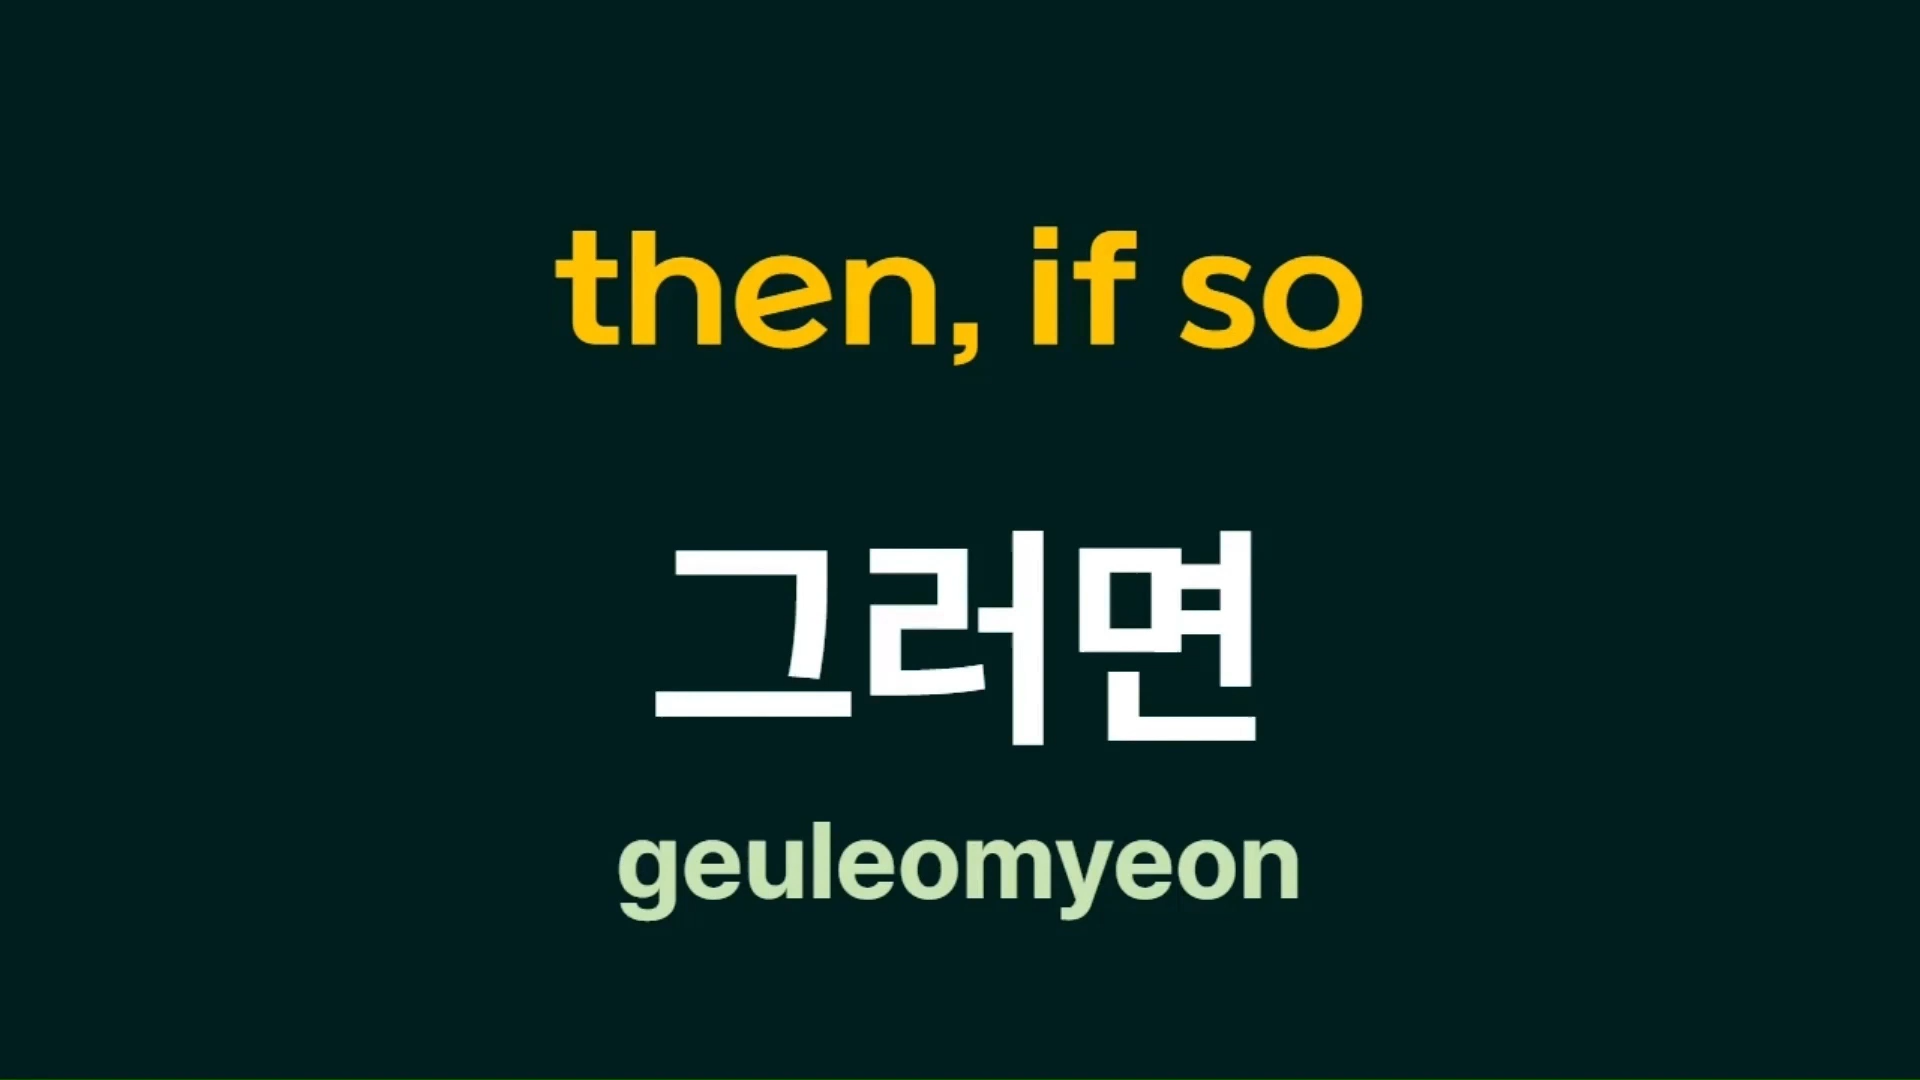 then, if so
그러면
geuleomyeon